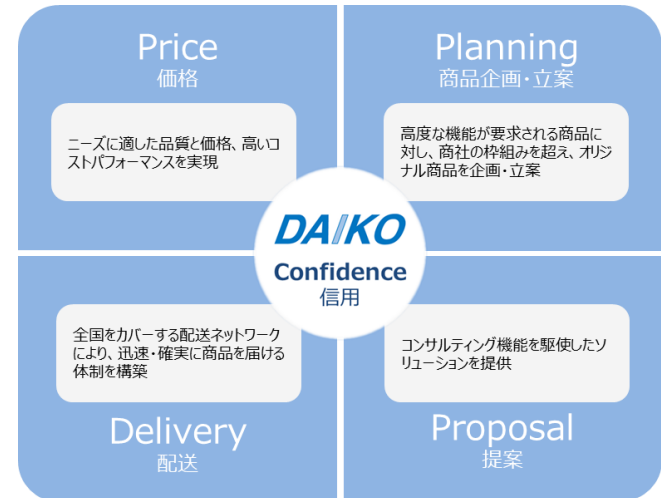 Price
価格
ニーズに適した品質と価格、高いコ
ストパフォーマンスを実現
Planning
商品企画・立案
高度な機能が要求される商品に
対し、商社の枠組みを超え、オリジ
ナル商品を企画・立案
DAIKO
Confidence
信用
全国をカバーする配送ネットワーク
により、迅速・確実に商品を届ける
体制を構築
Delivery
配送
コンサルティング機能を駆使したソ
リューションを提供
Proposal
提案